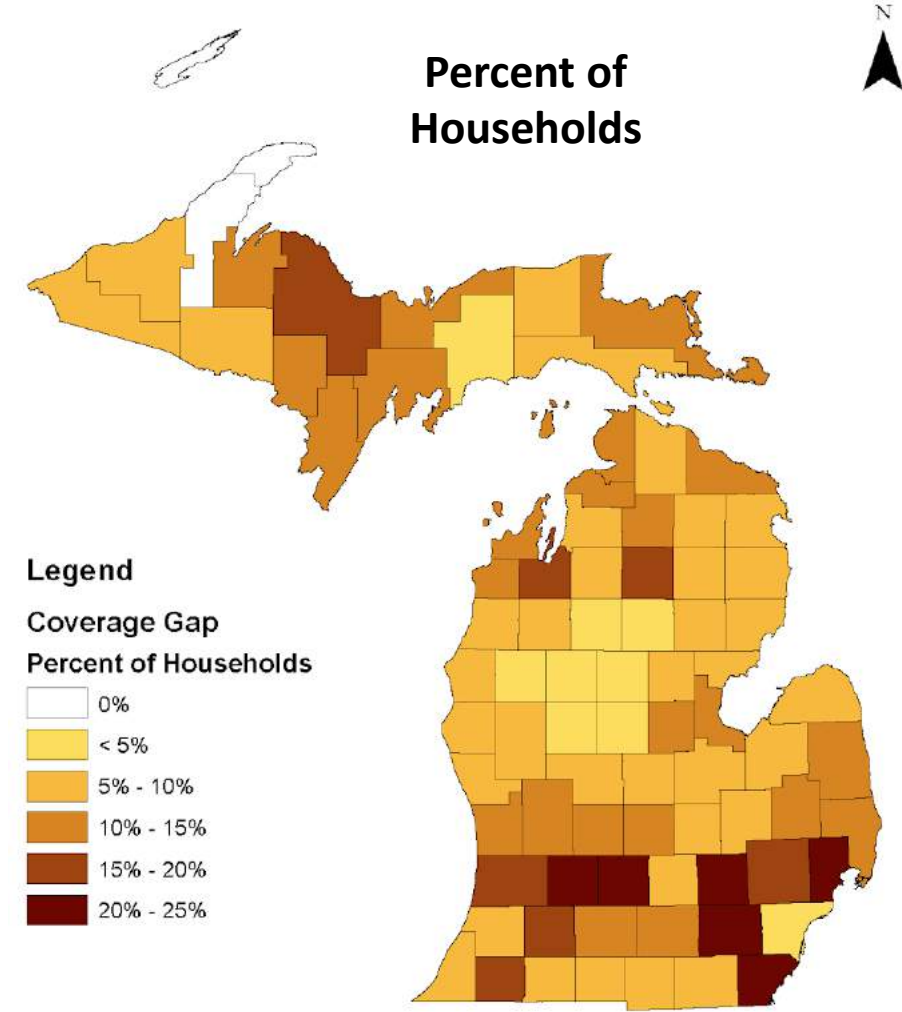 N
Percent of
Households
Legend
Coverage Gap
Percent of Households
0%
< 5%
5% - 10%
10% - 15%
15% - 20%
20% - 25%